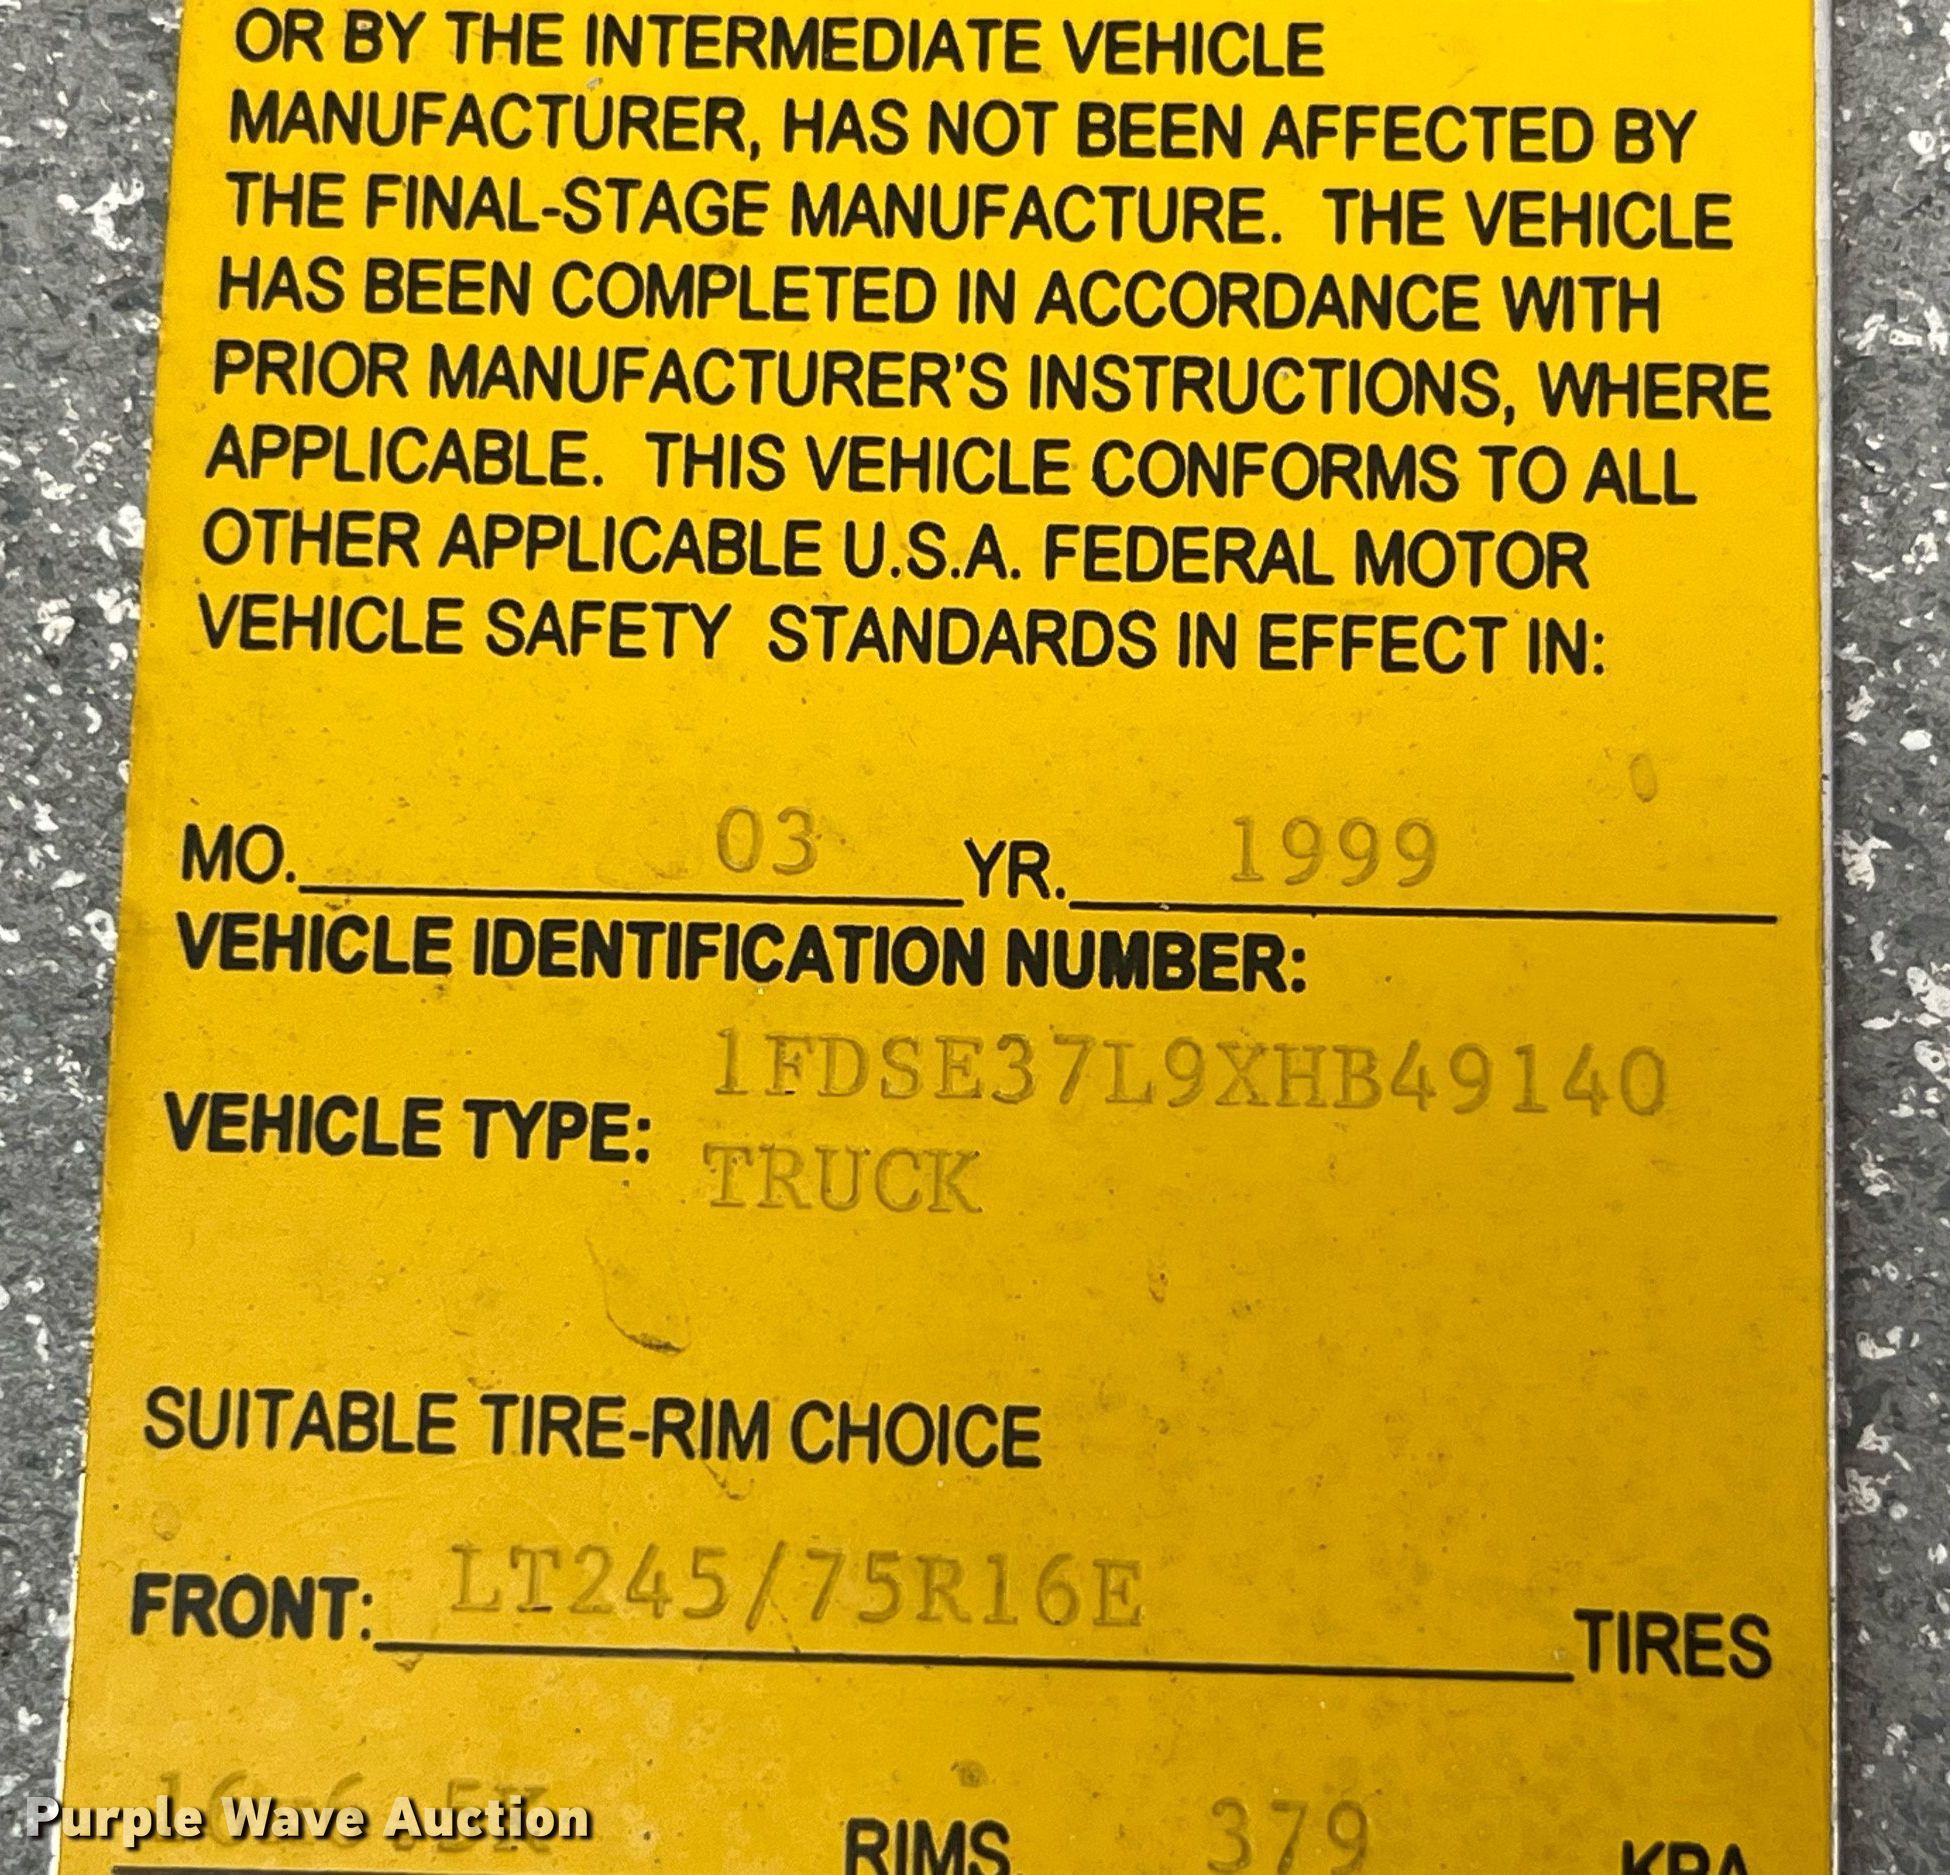 OR BY THE INTERMEDIATE VEHICLE
MANUFACTURER, HAS NOT BEEN AFFECTED BY
THE FINAL-STAGE MANUFACTURE. THE VEHICLE
HAS BEEN COMPLETED IN ACCORDANCE WITH
PRIOR MANUFACTURER'S INSTRUCTIONS, WHERE
APPLICABLE. THIS VEHICLE CONFORMS TO ALL
OTHER APPLICABLE U.S.A. FEDERAL MOTOR
VEHICLE SAFETY STANDARDS IN EFFECT IN:
MO. 03 YR. 1999
VEHICLE IDENTIFICATION NUMBER:
1FDSE37L9XHB49140
VEHICLE TYPE: TRUCK
SUITABLE TIRE-RIM CHOICE
FRONT: LT245/75R16E TIRES
RIMS 379 KPA
Purple Wave Auction